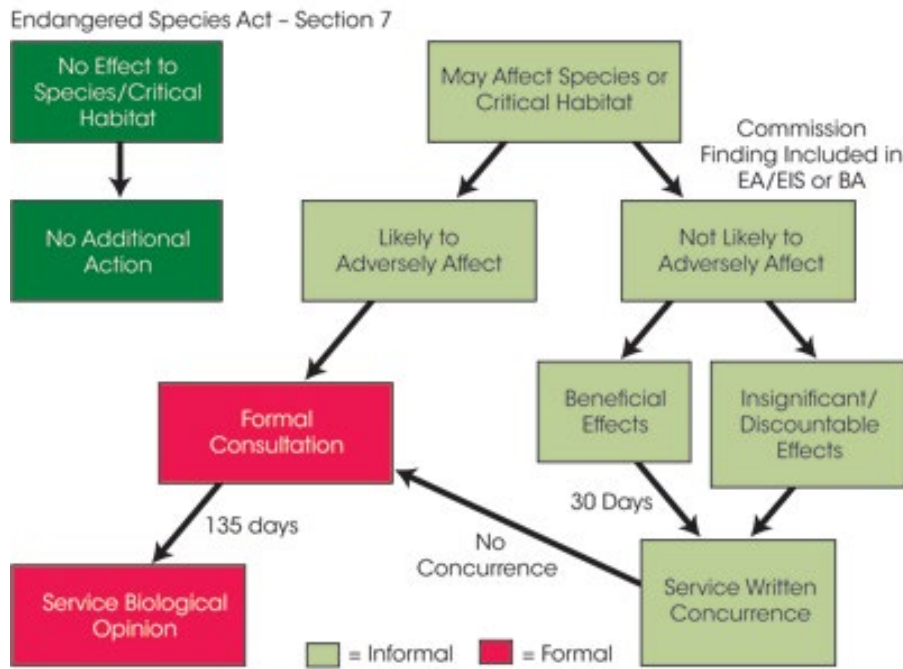 Endangered Species Act – Section 7
No Effect to
Species/Critical
Habitat
May Affect Species or
Critical Habitat
Commission
Finding Included in
EA/EIS or BA
No Additional
Action
Likely to
Adversely Affect
Not Likely to
Adversely Affect
Formal
Consultation
Beneficial
Effects
Insignificant/
Discountable
Effects
135 days
30 Days
No
Concurrence
Service Biological
Opinion
Service Written
Concurrence
= Informal
= Formal